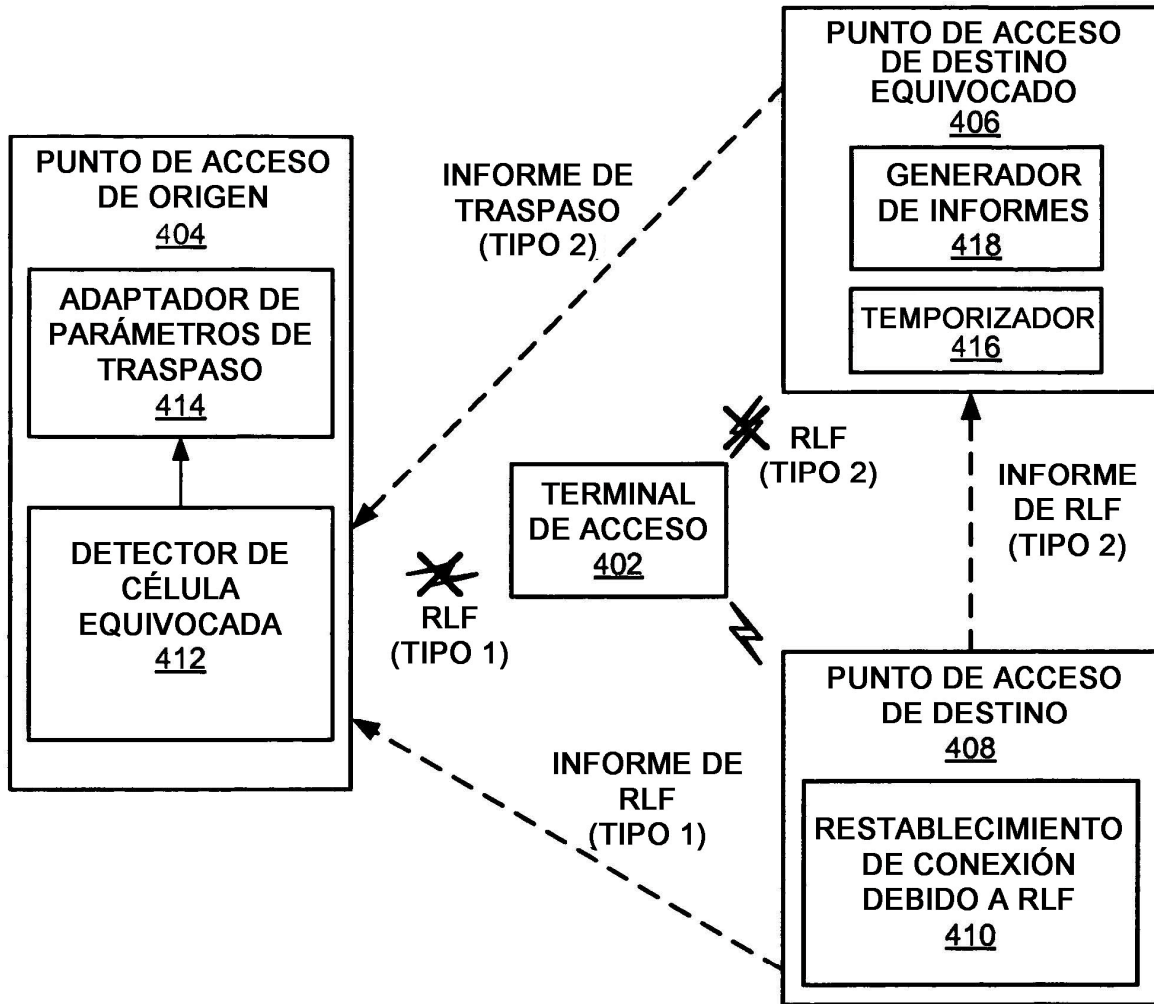 PUNTO DE ACCESO
DE ORIGEN
404
ADAPTADOR DE
PARÁMETROS DE
TRASPASO
414
DETECTOR DE
CÉLULA
EQUIVOCADA
412
INFORME DE
TRASPASO
(TIPO 2)
PUNTO DE ACCESO
DE DESTINO
EQUIVOCADO
406
GENERADOR
DE INFORMES
418
TEMPORIZADOR
416
RLF
(TIPO 2)
TERMINAL
DE ACCESO
402
RLF
(TIPO 1)
INFORME
DE RLF
(TIPO 2)
INFORME DE
RLF
(TIPO 1)
PUNTO DE ACCESO
DE DESTINO
408
RESTABLECIMIENTO
DE CONEXIÓN
DEBIDO A RLF
410